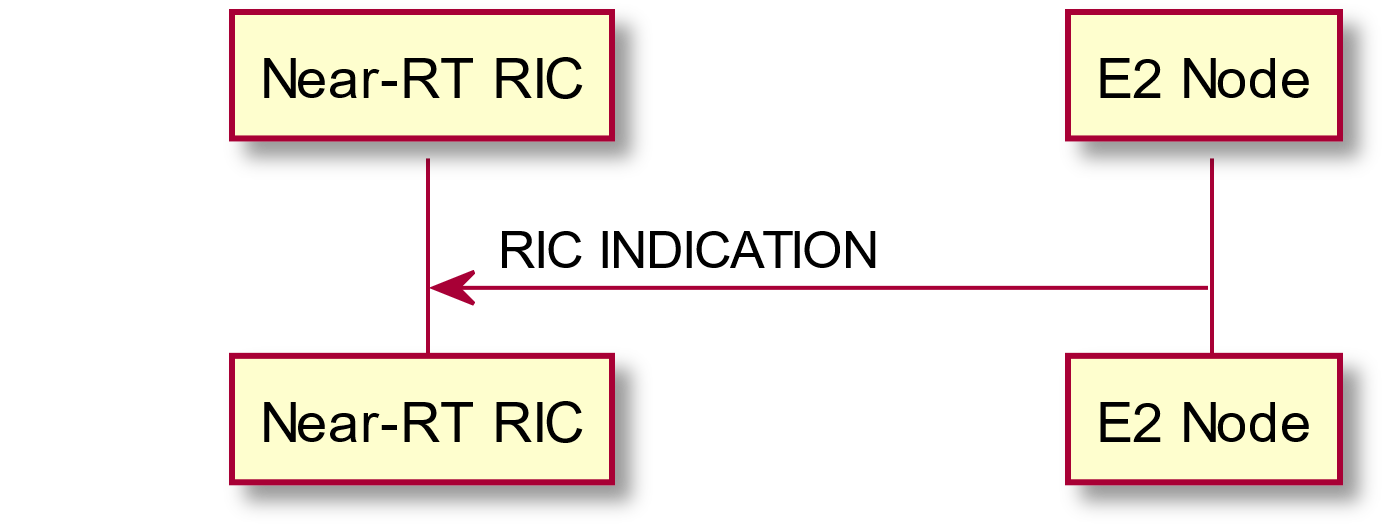 Near-RT RIC
E2 Node
RIC INDICATION
Near-RT RIC
E2 Node